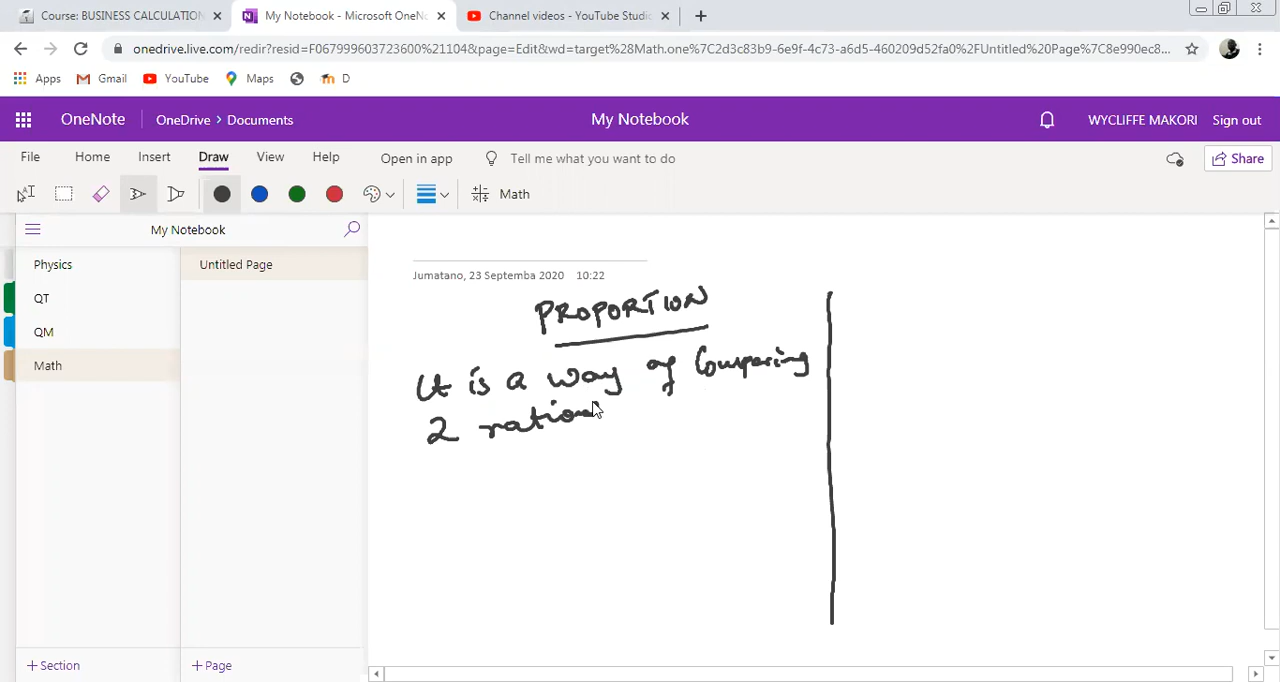 Course: BUSINESS CALCULATION
My Notebook - Microsoft OneNo
Channel videos - YouTube Studio
onedrive.live.com/redir?resid=F067999603723600%21104&page=Edit&wd=target%28Math.one%7C2d3c83b9-6e9f-4c73-a6d5-460209d52fa0%2FUntitled%20Page%7C8e990ec8...
Apps Gmail YouTube Maps D
OneNote OneDrive > Documents My Notebook WYCLIFFE MAKORI Sign out
File Home Insert Draw View Help Open in app Tell me what you want to do Share
Math
My Notebook
Physics
QT
QM
Math
Untitled Page
Jumatano, 23 Septemba 2020 10:22
PROPORTION
It is a way of Comparing
2 ration
+ Section
+ Page